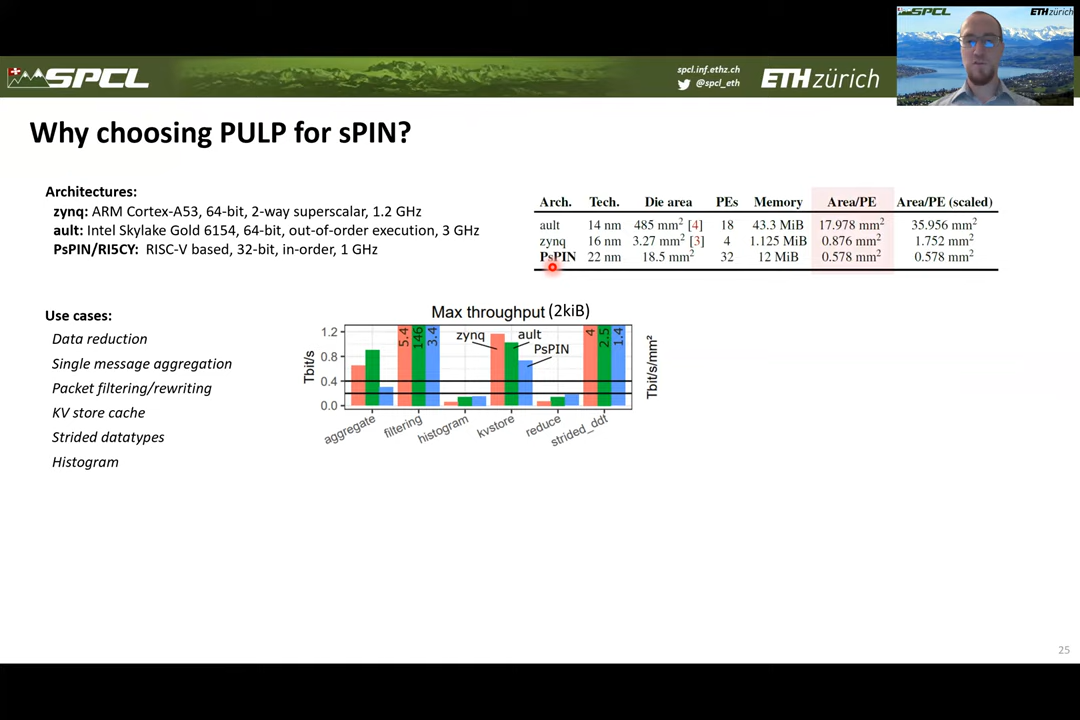 SPCL
ETHzürich
SPCL
spcl.inf.ethz.ch
@spcl_eth
ETHzürich
Why choosing PULP for sPIN?
Architectures:
zynq: ARM Cortex-A53, 64-bit, 2-way superscalar, 1.2 GHz
ault: Intel Skylake Gold 6154, 64-bit, out-of-order execution, 3 GHz
PsPIN/RI5CY: RISC-V based, 32-bit, in-order, 1 GHz
Arch. Tech. Die area PEs Memory Area/PE Area/PE (scaled)
ault 14 nm 485 mm² [4] 18 43.3 MiB 17.978 mm² 35.956 mm²
zynq 16 nm 3.27 mm² [3] 4 1.125 MiB 0.876 mm² 1.752 mm²
PsPIN 22 nm 18.5 mm² 32 12 MiB 0.578 mm² 0.578 mm²
Use cases:
Data reduction
Single message aggregation
Packet filtering/rewriting
KV store cache
Strided datatypes
Histogram
Max throughput (2kiB)
Tbit/s
1.2
0.8
0.4
0.0
5.4
146
3.4
zynq
ault
PsPIN
4
2.5
1.4
Tbit/s/mm²
aggregate
filtering
histogram
kvstore
reduce
strided_ddt
25